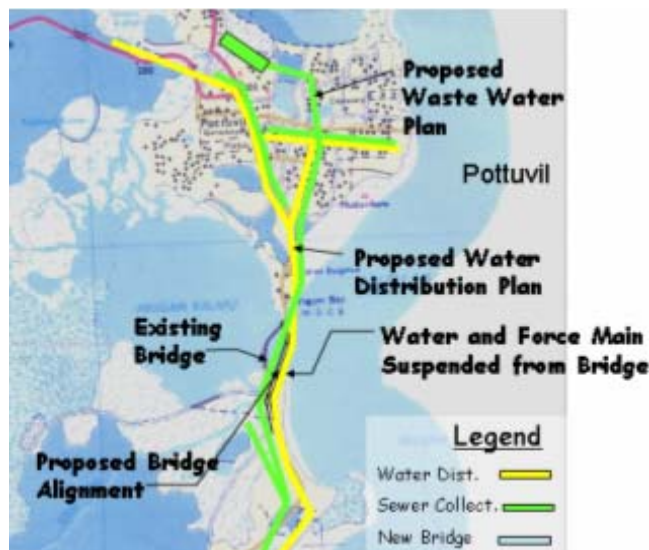 Proposed
Waste Water
Plan
Pottuvil
Proposed Water
Distribution Plan
Existing
Bridge
Water and Force Main
Suspended from Bridge
Proposed Bridge
Alignment
Legend
Water Dist.
Sewer Collect.
New Bridge